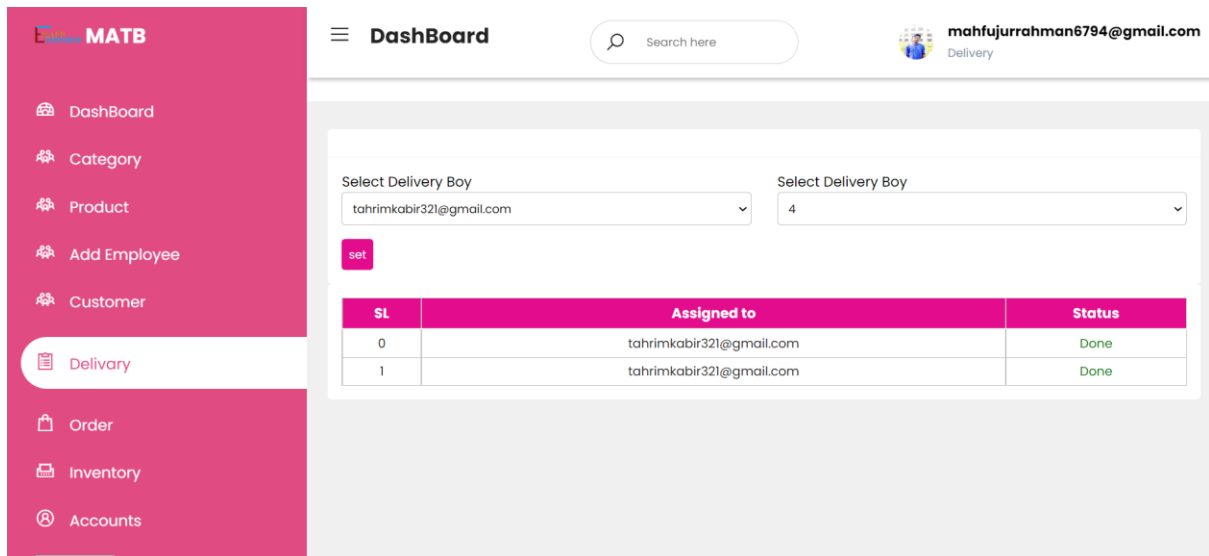 MATB
DashBoard
Search here
mahfujurrahman6794@gmail.com
Delivery
DashBoard
Category
Product
Add Employee
Customer
Delivary
Order
Inventory
Accounts
Select Delivery Boy
tahrimkabir321@gmail.com
Select Delivery Boy
4
set
SL Assigned to Status
0 tahrimkabir321@gmail.com Done
1 tahrimkabir321@gmail.com Done